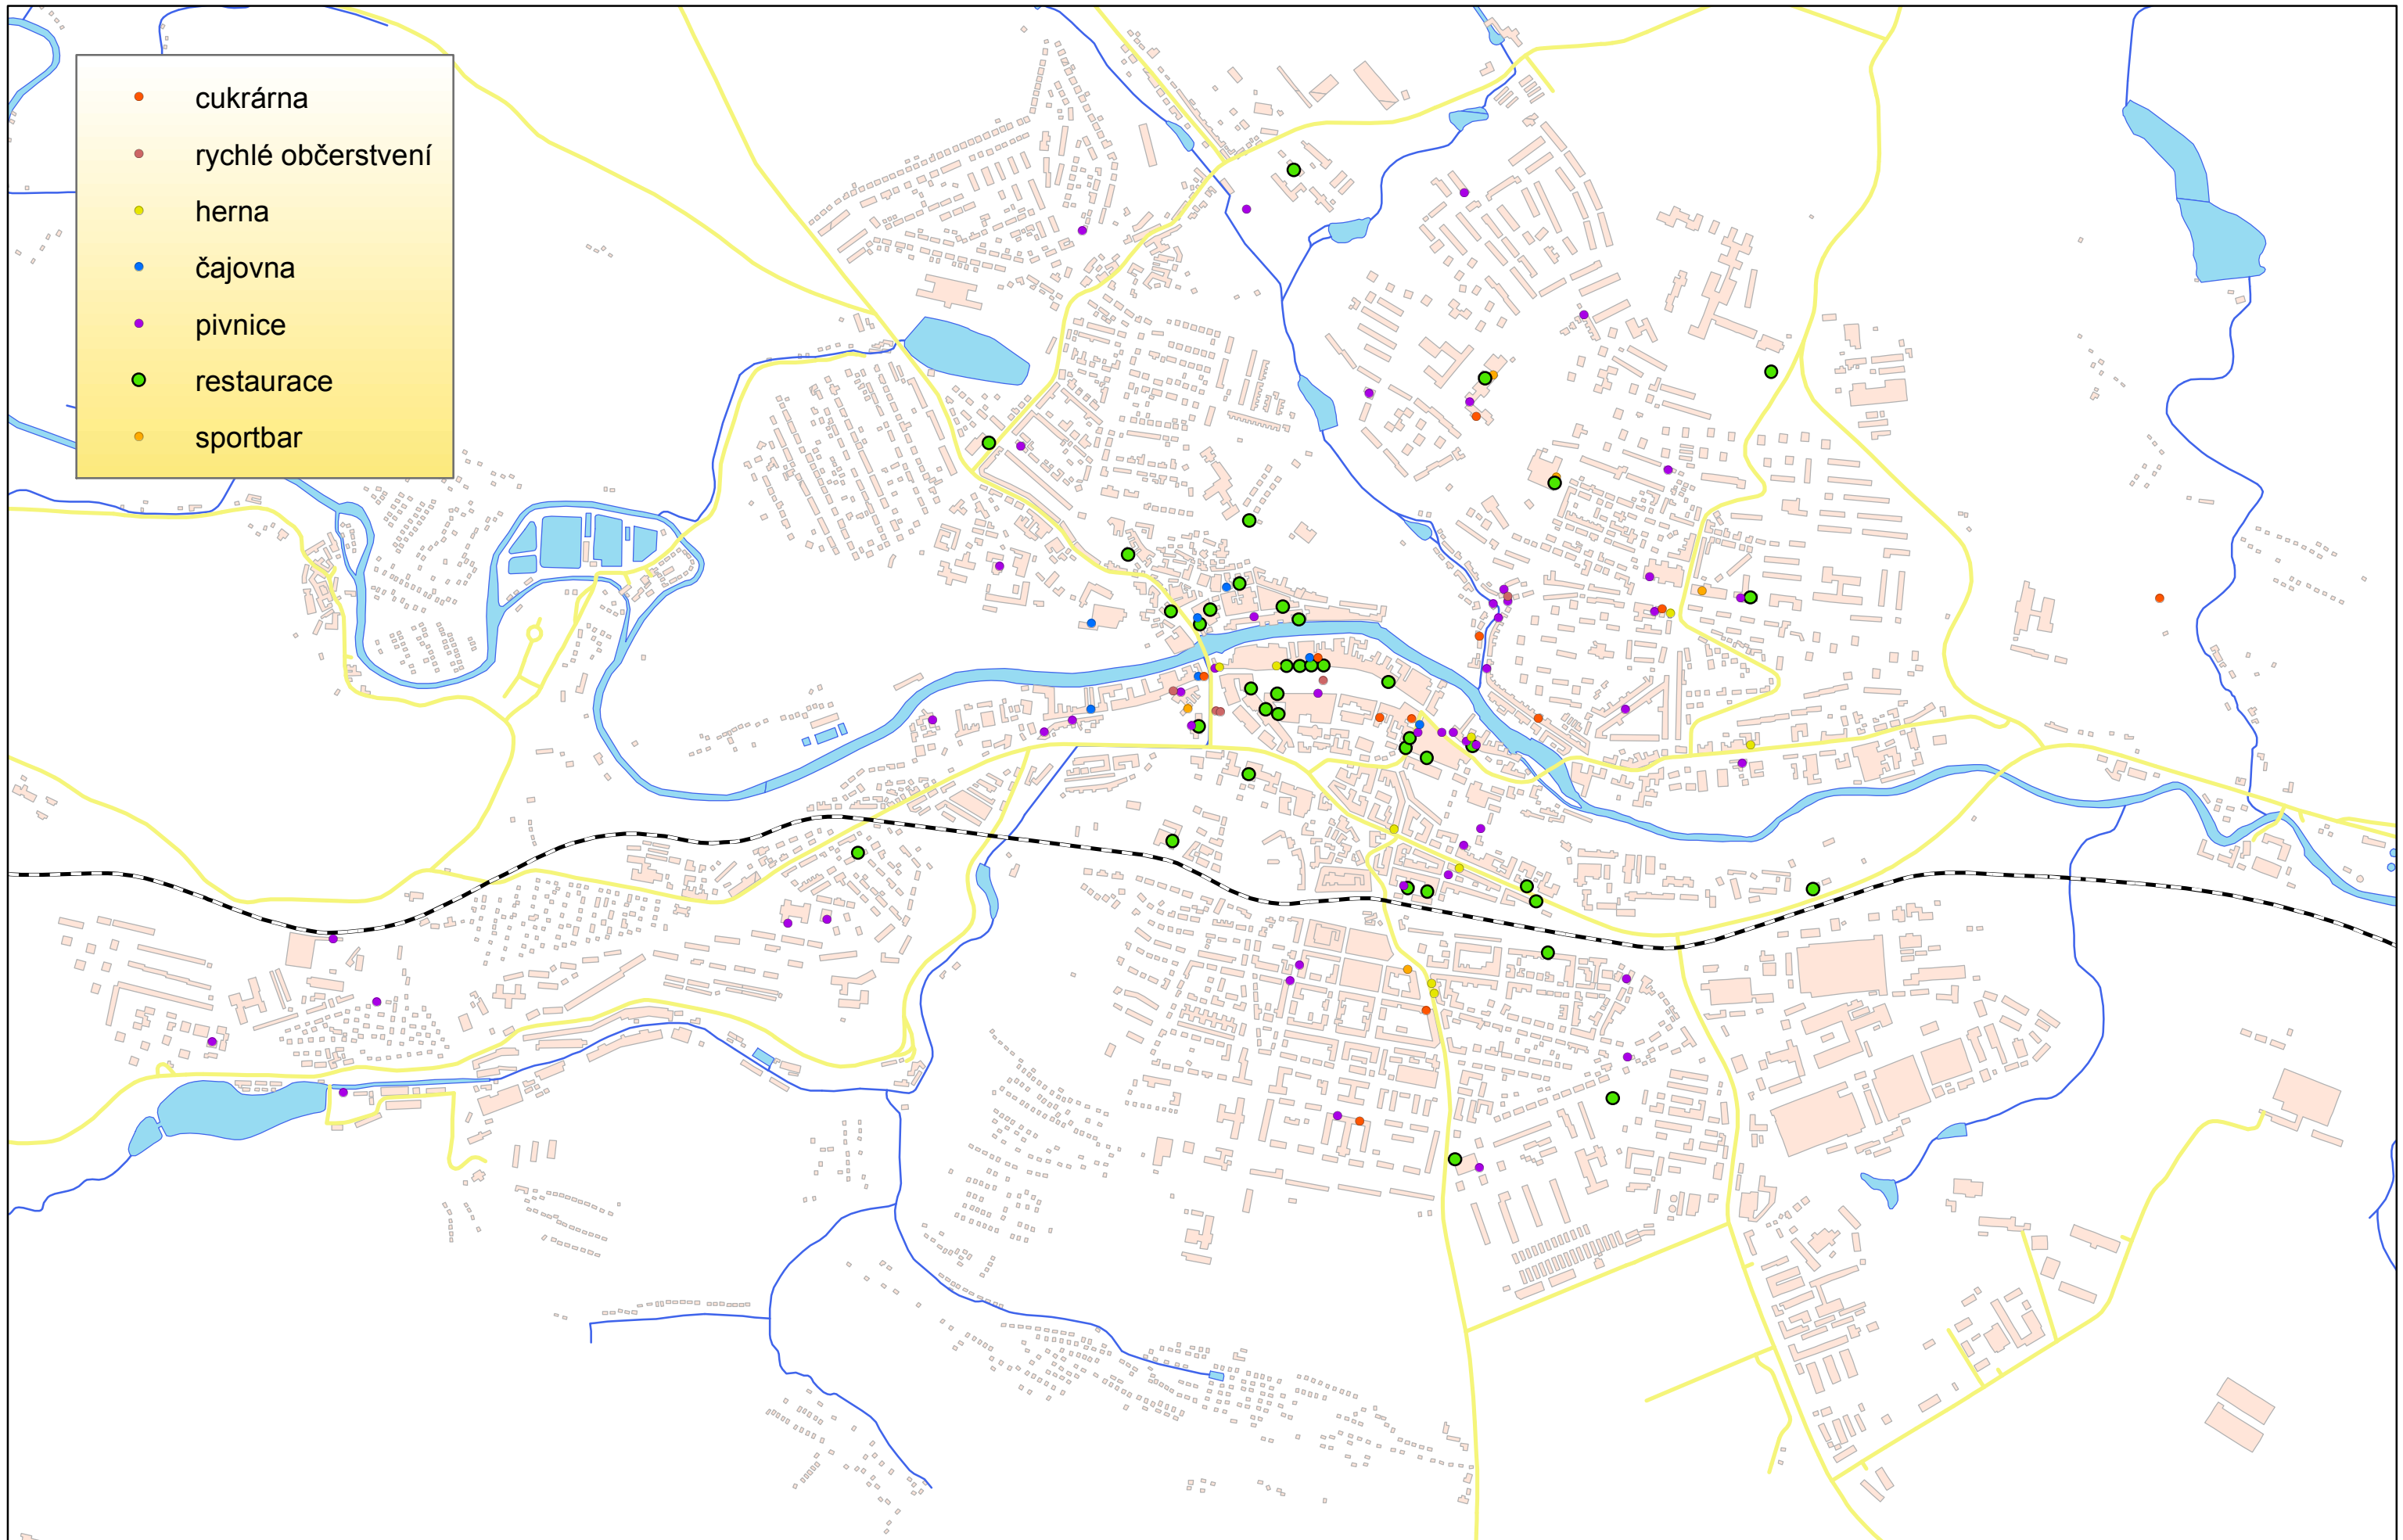 cukrárna
rychlé občerstvení
herna
čajovna
pivnice
restaurace
sportbar